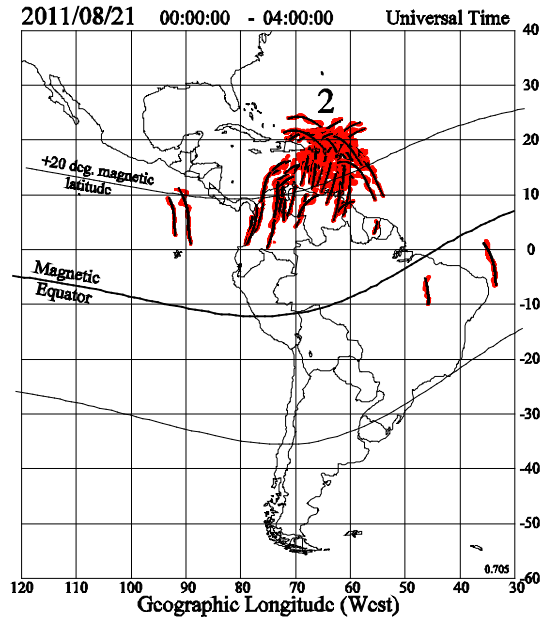 2011/08/21 00:00:00 - 04:00:00 Universal Time
40
30
2
20
+20 dcg. magnetic
latitude
10
0
Magnetic
Equator
-10
-20
-30
-40
-50
0.705
-60
120 110 100 90 80 70 60 50 40 30
Geographic Longitude (West)